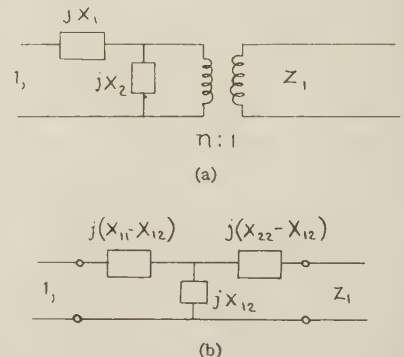 jX₁
1,
jX₂
Z₁
n : 1
(a)
j(X₁₁-X₁₂)
j(X₂₂-X₁₂)
1,
jX₁₂
Z₁
(b)